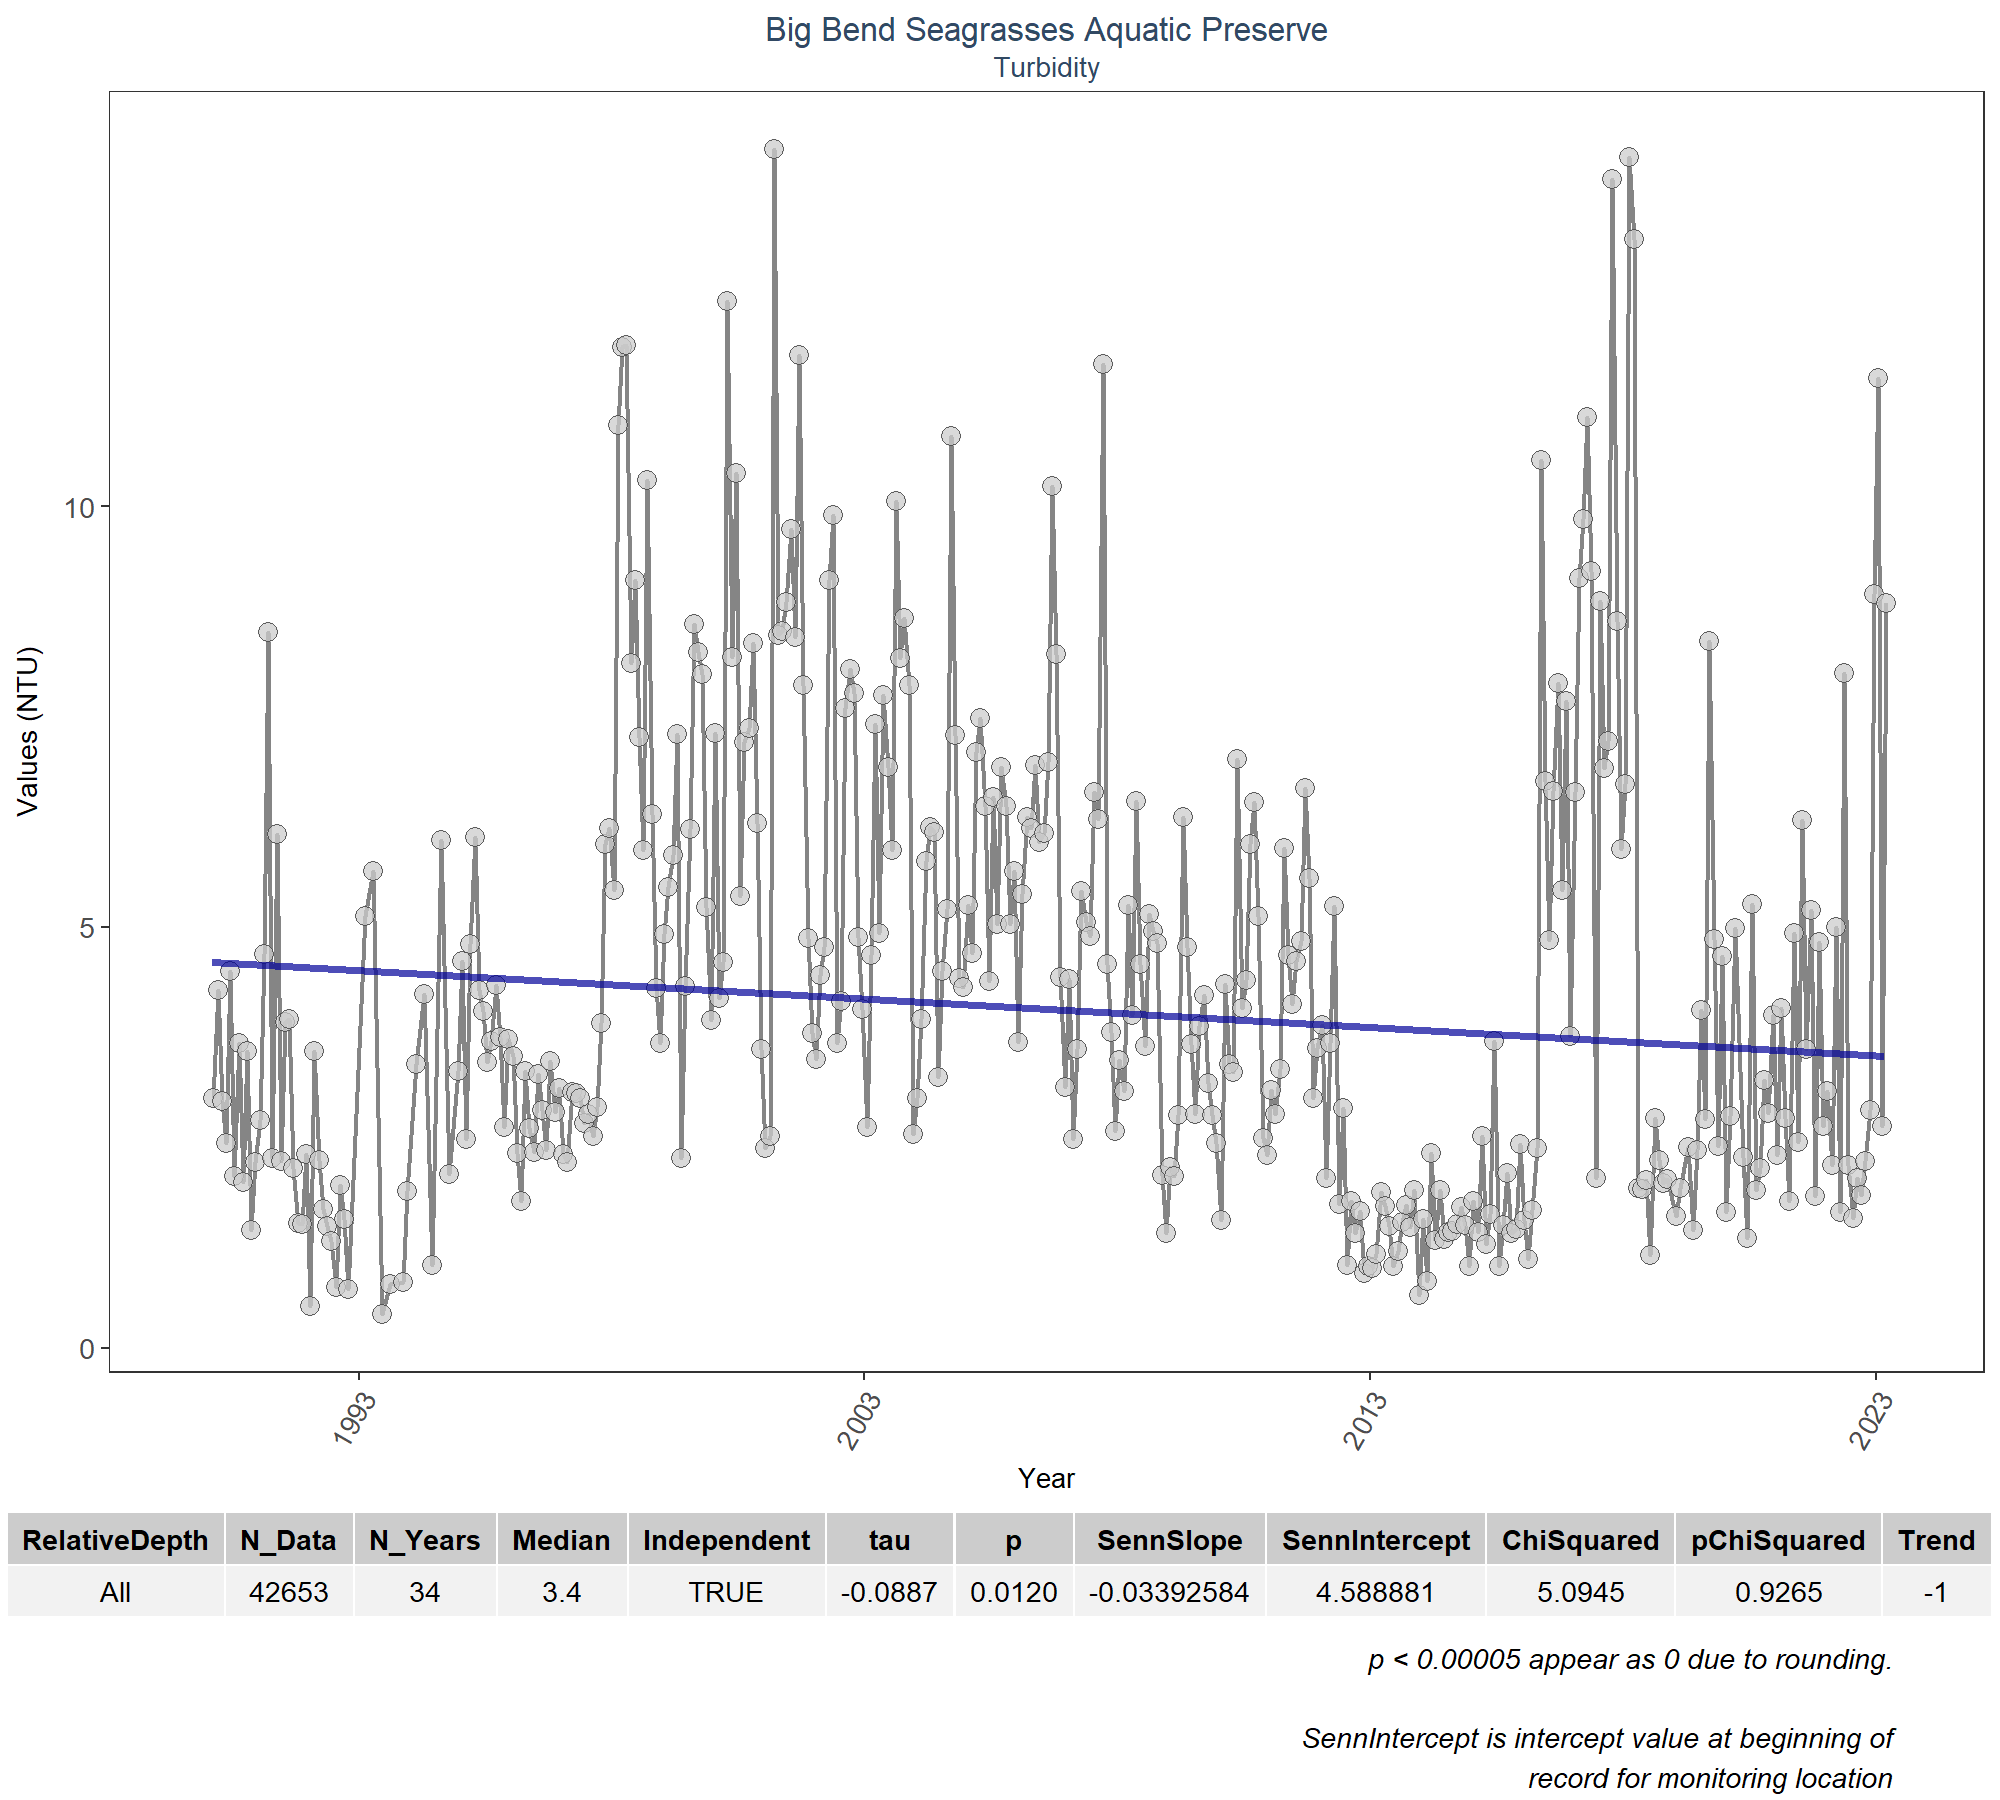 Big Bend Seagrasses Aquatic Preserve
Turbidity
Values (NTU)
10
5
0
1993
2003
2013
2023
Year
RelativeDepth N_Data N_Years Median Independent tau p SennSlope SennIntercept ChiSquared pChiSquared Trend
All 42653 34 3.4 TRUE -0.0887 0.0120 -0.03392584 4.588881 5.0945 0.9265 -1
p < 0.00005 appear as 0 due to rounding.
SennIntercept is intercept value at beginning of
record for monitoring location